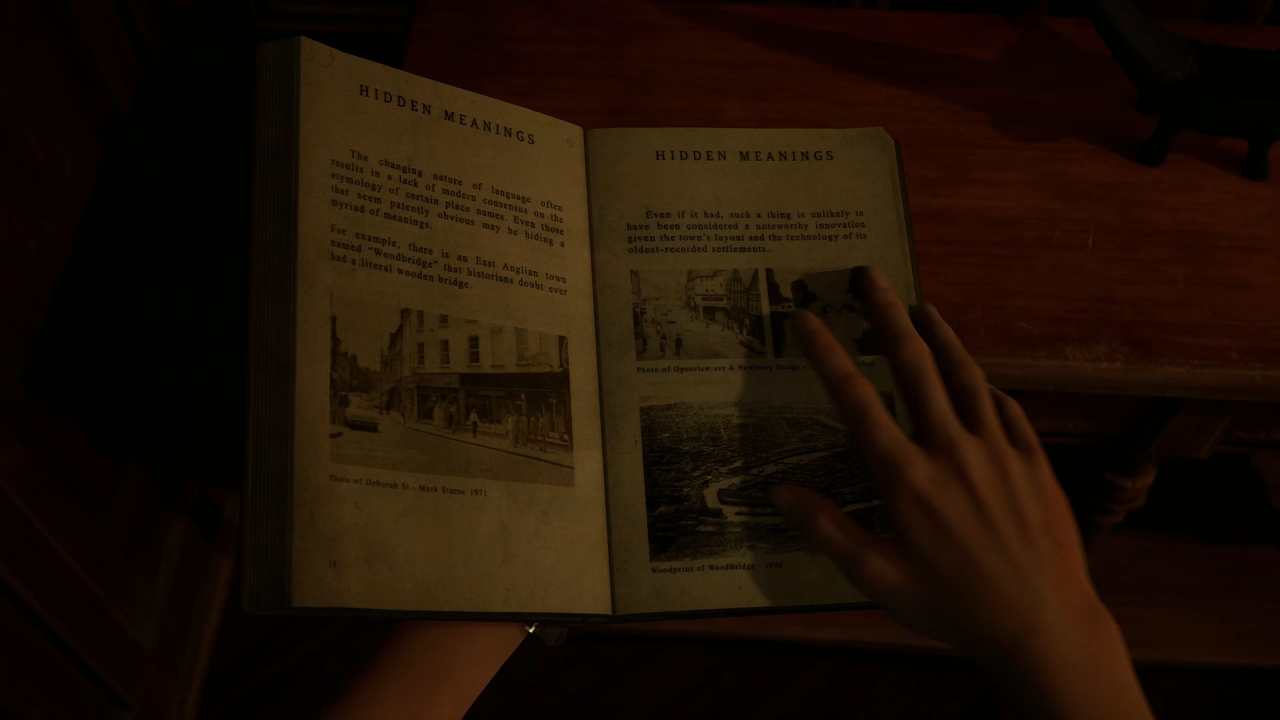 HIDDEN MEANINGS
The changing nature of language often
results in a lack of modern consensus on the
etymology of certain place names. Even those
that seem patently obvious may be hiding a
myriad of meanings.
For example, there is an East Anglian town
named "Woodbridge" that historians doubt ever
had a literal wooden bridge.
Photo of Deborah St - Mark Starne 1971
HIDDEN MEANINGS
Even if it had, such a thing is unlikely to
have been considered a noteworthy innovation
given the town's layout and the technology of its
oldest-recorded settlements.
Photo of Openview ave & Newberry Bridge -
Woodprint of WoodBridge -